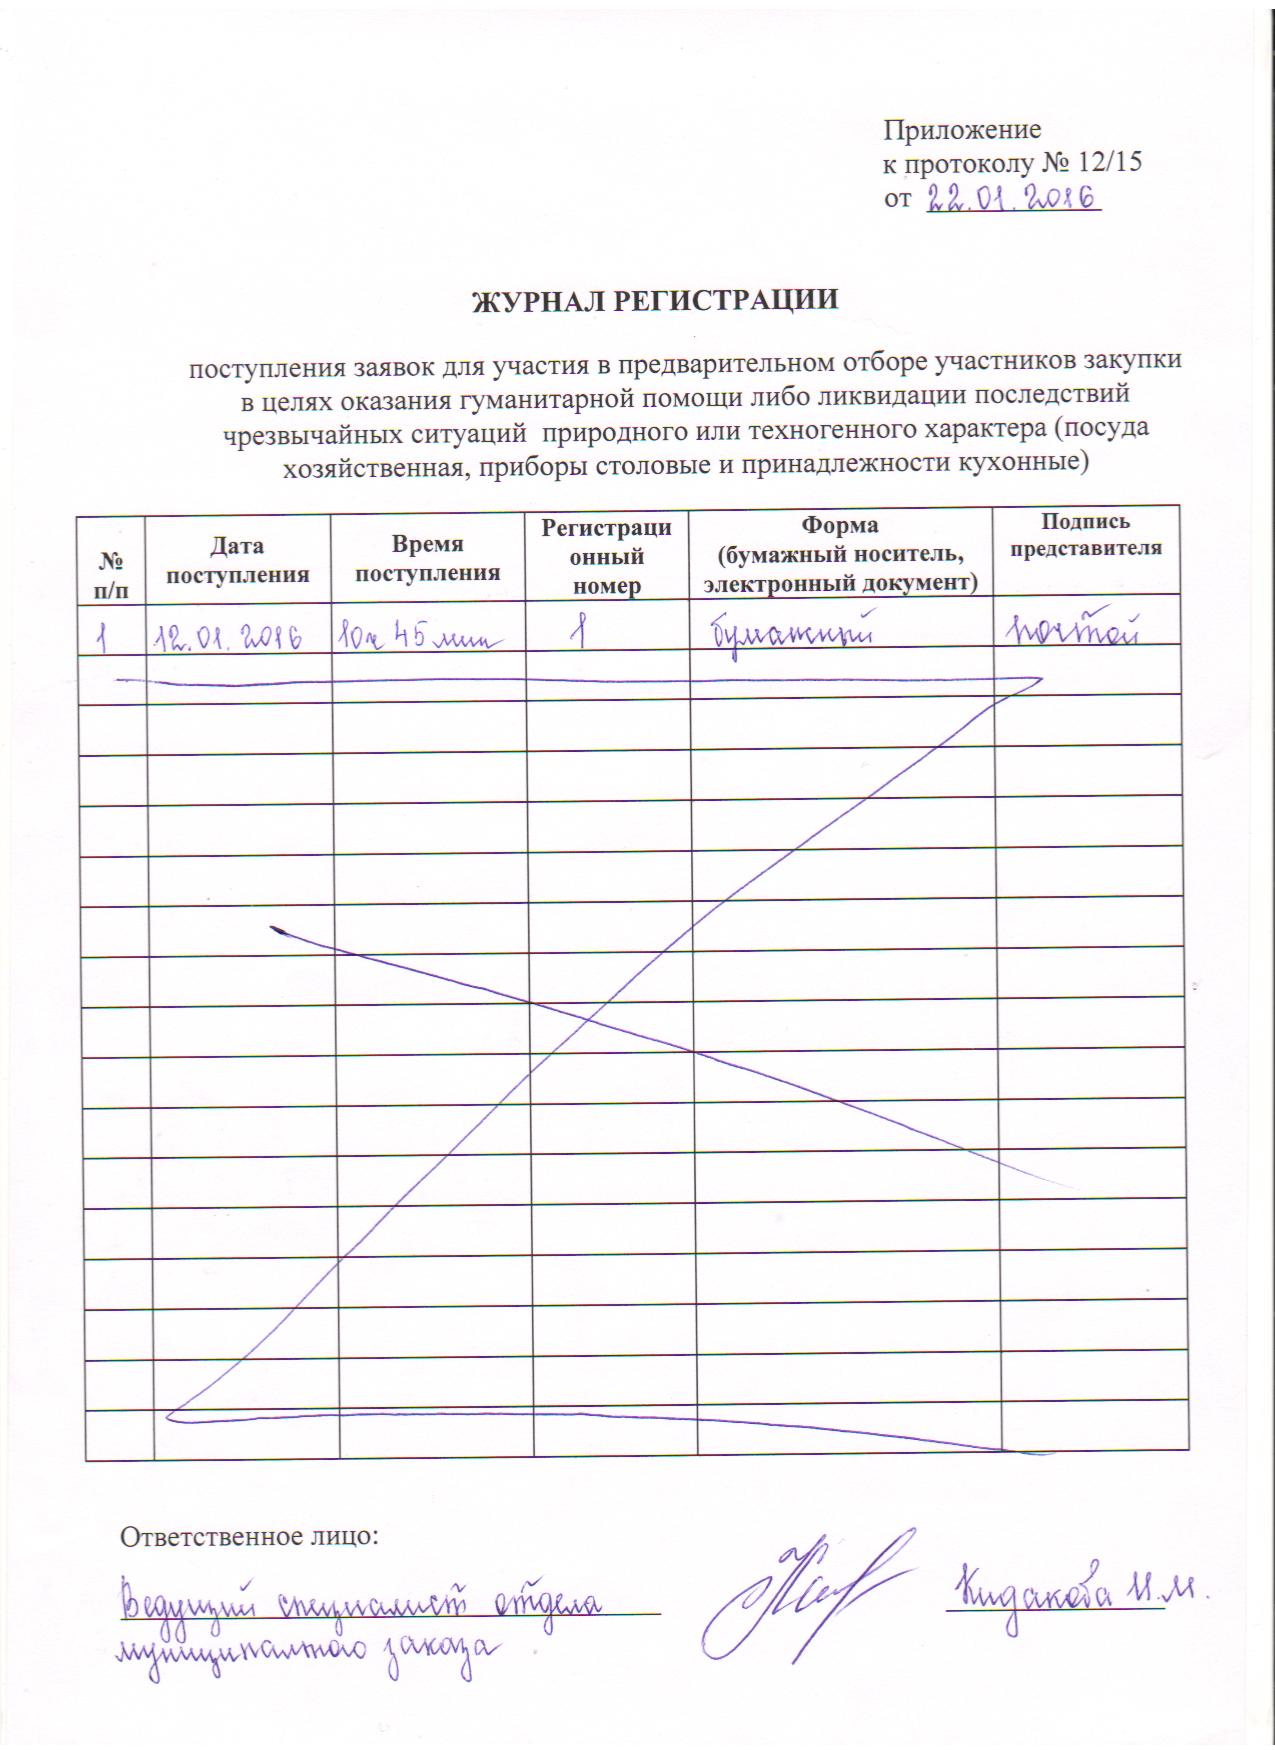 Приложение
к протоколу № 12/15
от 22.01.2016
ЖУРНАЛ РЕГИСТРАЦИИ
поступления заявок для участия в предварительном отборе участников закупки
в целях оказания гуманитарной помощи либо ликвидации последствий
чрезвычайных ситуаций природного или техногенного характера (посуда
хозяйственная, приборы столовые и принадлежности кухонные)
№
п/п
Дата
поступления
Время
поступления
Регистраци
онный
номер
Форма
(бумажный носитель,
электронный документ)
Подпись
представителя
1 12.01.2016 10ч 45 мин 1 бумажный почтой
Ответственное лицо:
Ведущий специалист отдела Кидакова И.М.
муниципального заказа